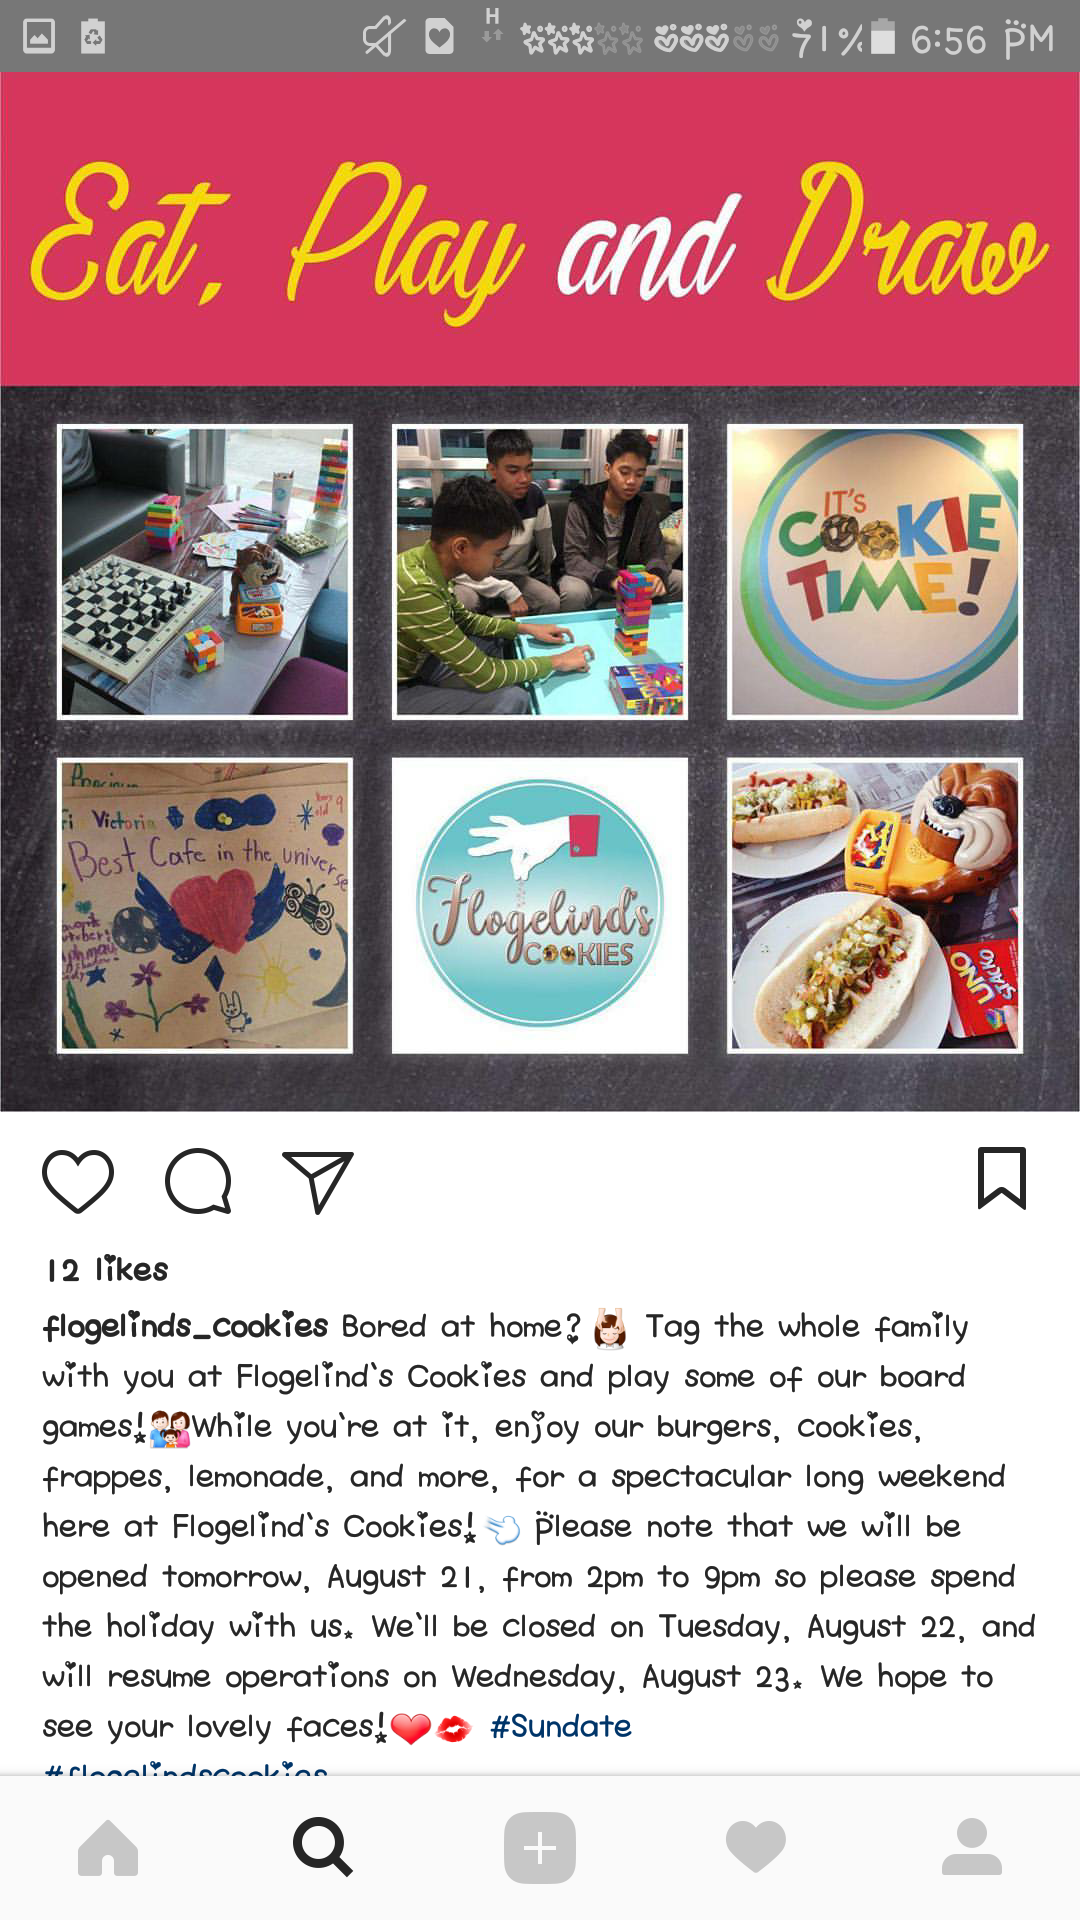 H
71% 6:56 PM
Eat, Play and Draw
IT'S
COOKIE
TIME!
Victoria
Best Cafe in the universe
Flogelind's
COOKIES
UNO
STACKO
12 likes
flogelinds_cookies Bored at home?💆 Tag the whole family
with you at Flogelind's Cookies and play some of our board
games!👪While you're at it, enjoy our burgers, cookies,
frappes, lemonade, and more, for a spectacular long weekend
here at Flogelind's Cookies!💨 Please note that we will be
opened tomorrow, August 21, from 2pm to 9pm so please spend
the holiday with us. We'll be closed on Tuesday, August 22, and
will resume operations on Wednesday, August 23. We hope to
see your lovely faces!❤💋 #Sundate
#flogelindscookies